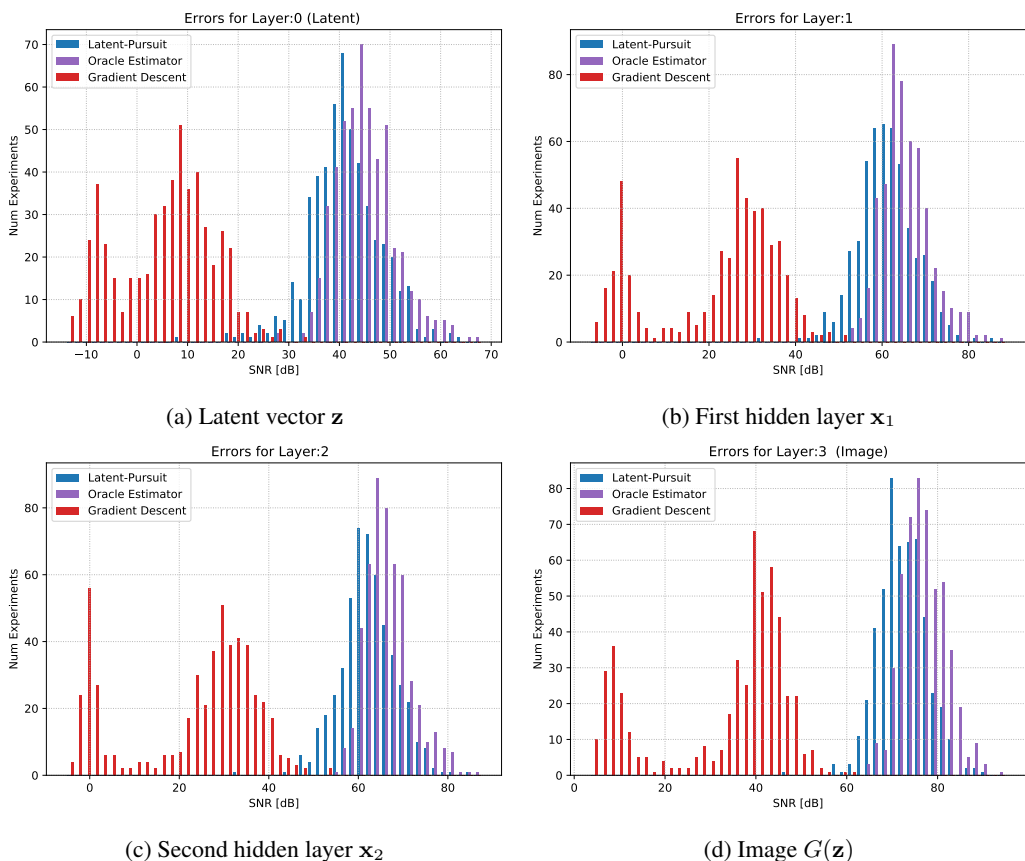 Errors for Layer:0 (Latent)
Latent-Pursuit
Oracle Estimator
Gradient Descent
Num Experiments
70
60
50
40
30
20
10
0
−10 0 10 20 30 40 50 60 70
SNR [dB]
(a) Latent vector z
Errors for Layer:1
Latent-Pursuit
Oracle Estimator
Gradient Descent
Num Experiments
80
60
40
20
0
0 20 40 60 80
SNR [dB]
(b) First hidden layer x₁
Errors for Layer:2
Latent-Pursuit
Oracle Estimator
Gradient Descent
Num Experiments
80
60
40
20
0
0 20 40 60 80
SNR [dB]
(c) Second hidden layer x₂
Errors for Layer:3 (Image)
Latent-Pursuit
Oracle Estimator
Gradient Descent
Num Experiments
80
70
60
50
40
30
20
10
0
0 20 40 60 80
SNR [dB]
(d) Image G(z)